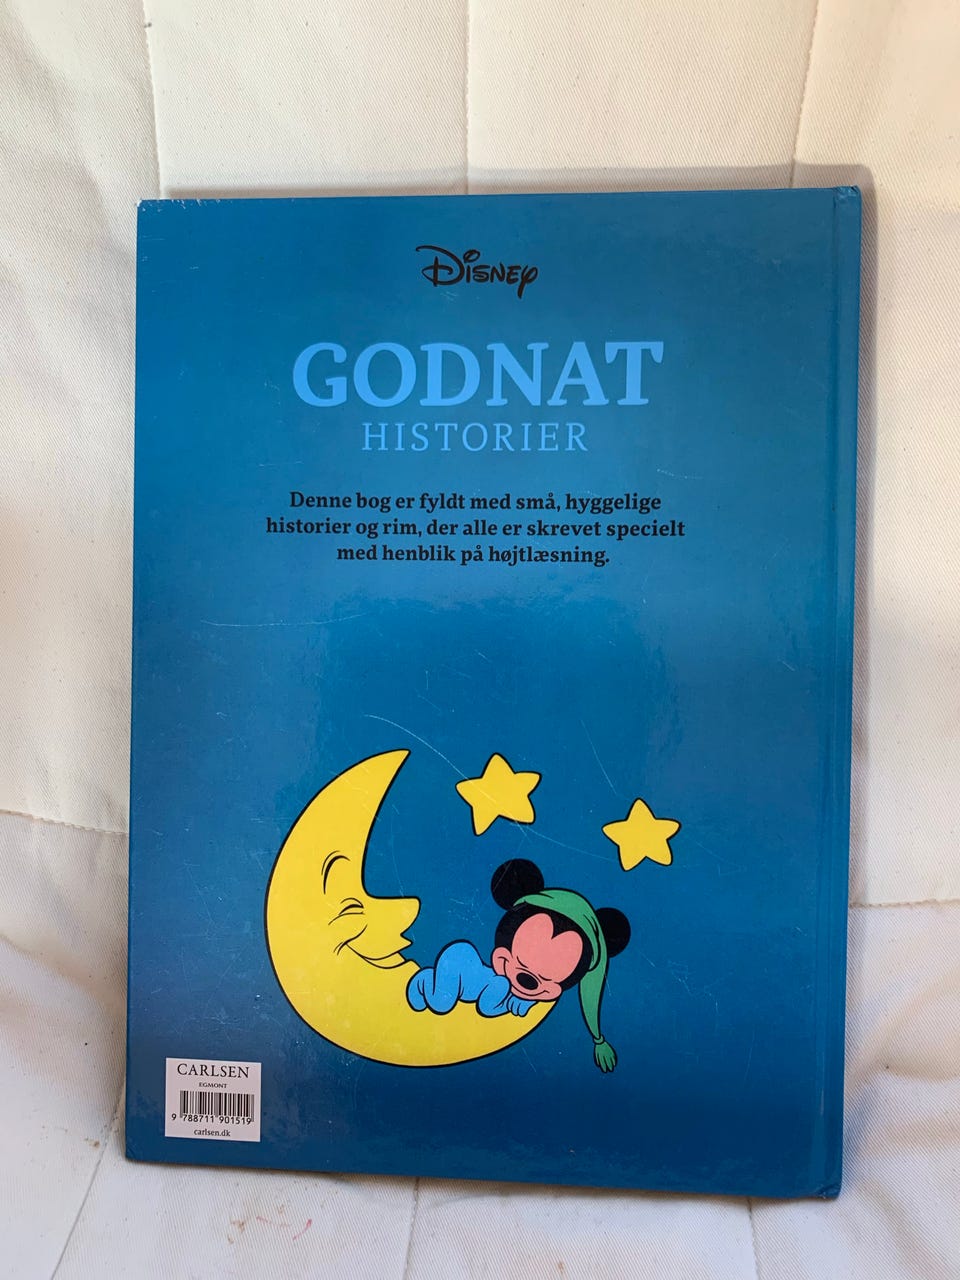 Disney
GODNAT
HISTORIER
Denne bog er fyldt med små, hyggelige
historier og rim, der alle er skrevet specielt
med henblik på højtlæsning.
CARLSEN
EGMONT
9 788711 901519
carlsen.dk